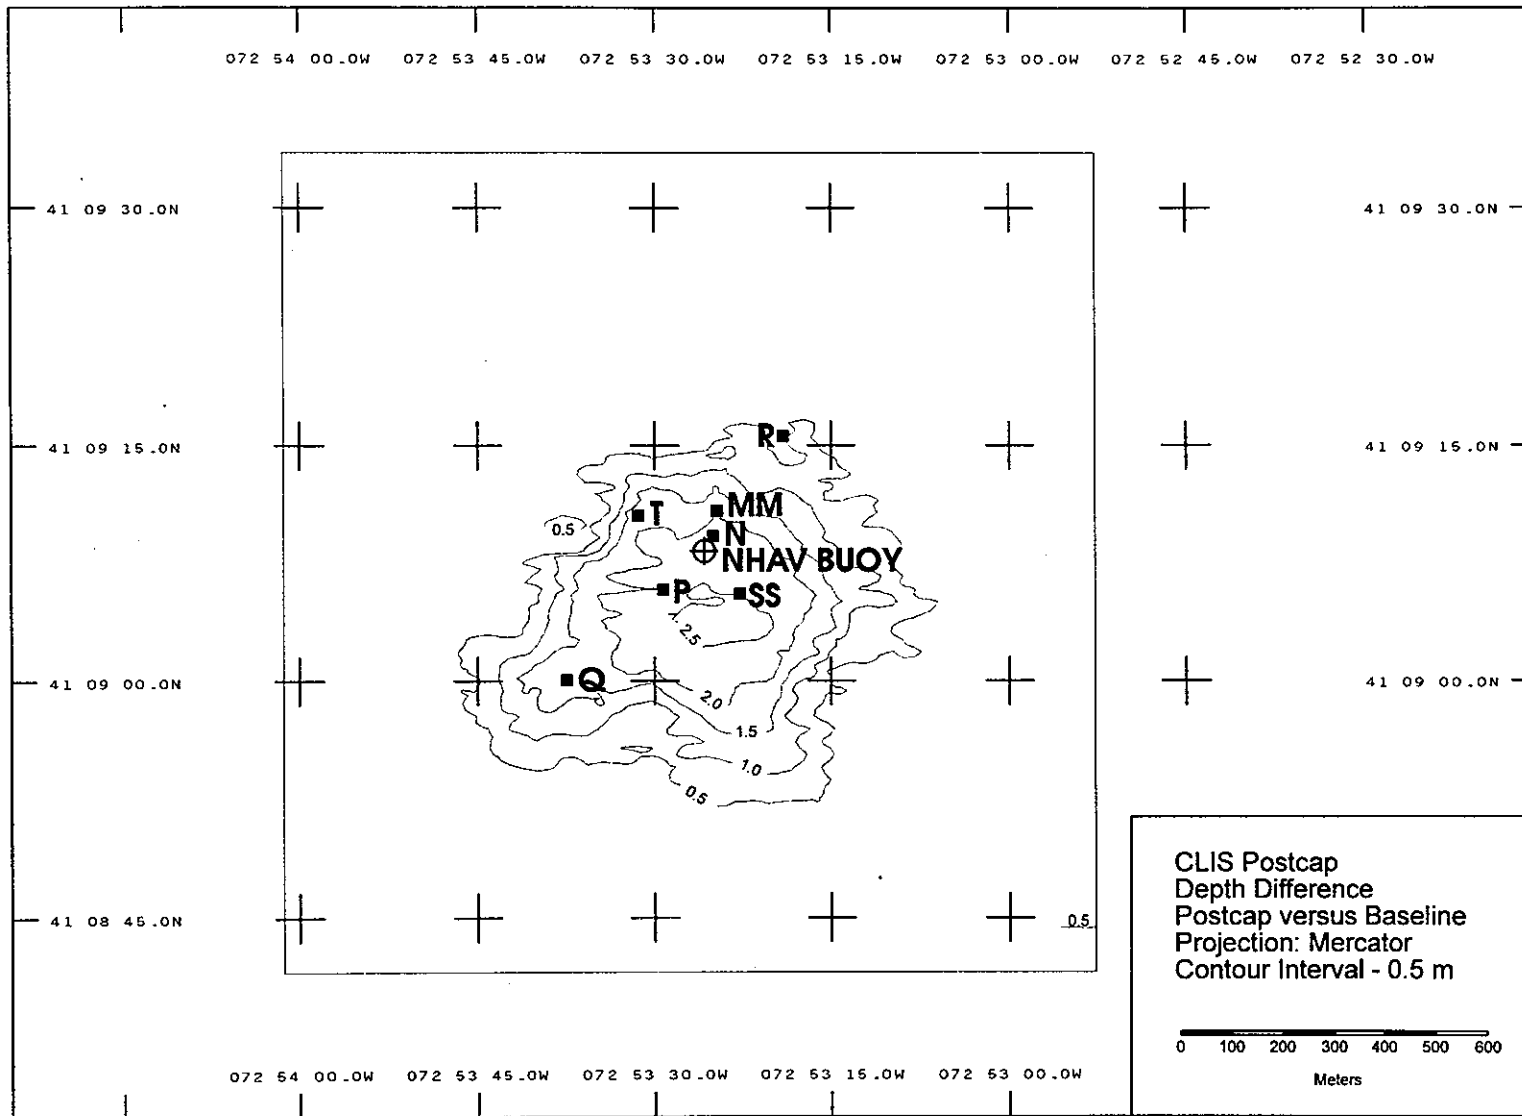 072 54 00.0W 072 53 45.0W 072 53 30.0W 072 53 15.0W 072 53 00.0W 072 52 45.0W 072 52 30.0W
41 09 30.0N 41 09 30.0N
41 09 15.0N R 41 09 15.0N
0.5 T MM
N
NHAV BUOY
P SS
2.5
41 09 00.0N Q 41 09 00.0N
2.0
1.5
1.0
0.5
41 08 45.0N 0.5
CLIS Postcap
Depth Difference
Postcap versus Baseline
Projection: Mercator
Contour Interval - 0.5 m
0 100 200 300 400 500 600
Meters
072 54 00.0W 072 53 45.0W 072 53 30.0W 072 53 15.0W 072 53 00.0W